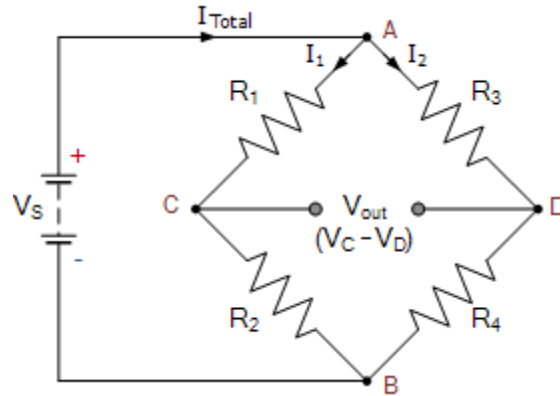 I_Total
A
I₁ I₂
R₁ R₃
+
V_S
C
V_out
D
(V_C – V_D)
-
R₂ R₄
B